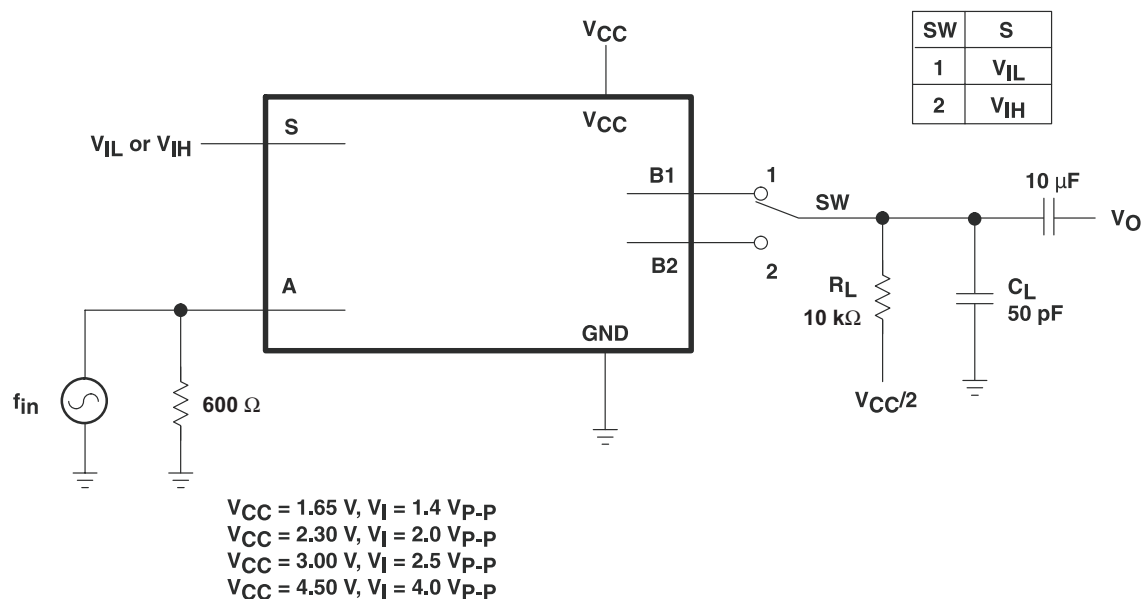 VCC
SW S
1 VIL
2 VIH
VCC
S
VIL or VIH
B1
1
SW
10 μF
VO
B2
2
A
RL
10 kΩ
CL
50 pF
GND
fin
600 Ω
VCC/2
VCC = 1.65 V, VI = 1.4 VP-P
VCC = 2.30 V, VI = 2.0 VP-P
VCC = 3.00 V, VI = 2.5 VP-P
VCC = 4.50 V, VI = 4.0 VP-P